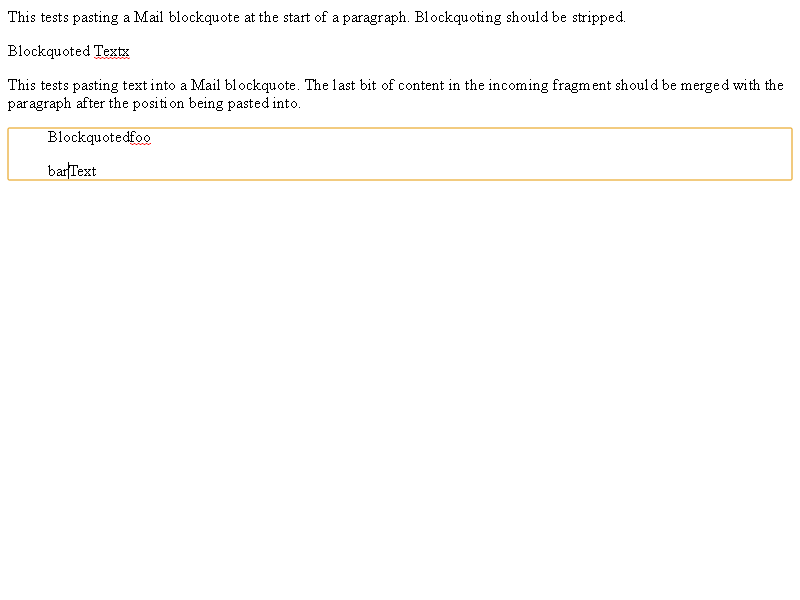 This tests pasting a Mail blockquote at the start of a paragraph. Blockquoting should be stripped.
Blockquoted Textx
This tests pasting text into a Mail blockquote. The last bit of content in the incoming fragment should be merged with the
paragraph after the position being pasted into.
Blockquotedfoo
barText